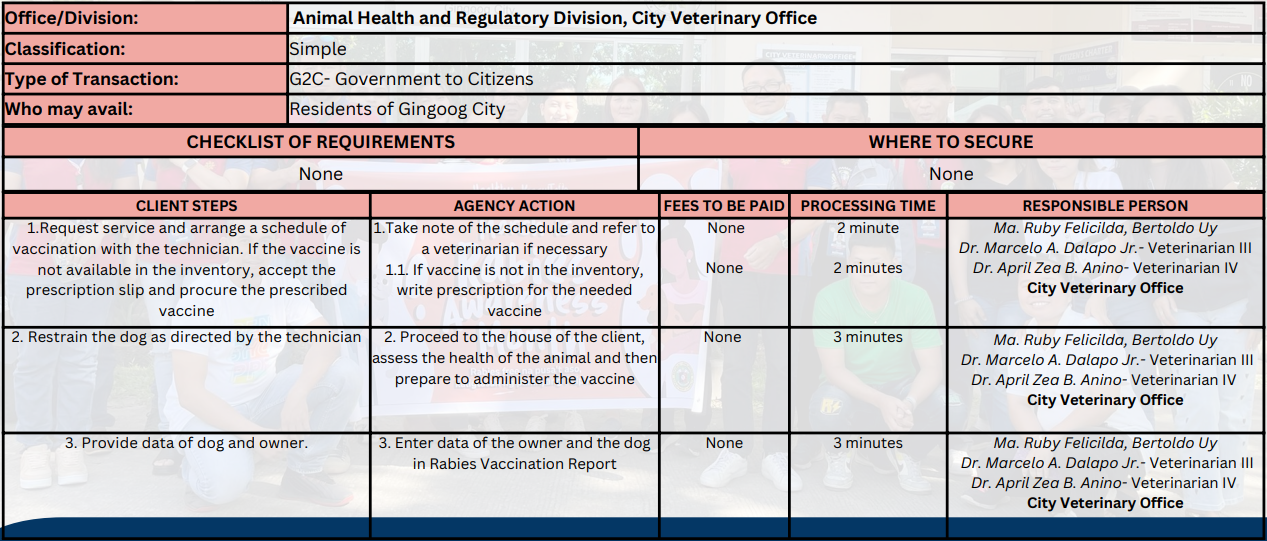 Office/Division: Animal Health and Regulatory Division, City Veterinary Office
Classification: Simple
Type of Transaction: G2C- Government to Citizens
Who may avail: Residents of Gingoog City
CHECKLIST OF REQUIREMENTS WHERE TO SECURE
None None
CLIENT STEPS AGENCY ACTION FEES TO BE PAID PROCESSING TIME RESPONSIBLE PERSON
1.Request service and arrange a schedule of
vaccination with the technician. If the vaccine is
not available in the inventory, accept the
prescription slip and procure the prescribed
vaccine
1.Take note of the schedule and refer to
a veterinarian if necessary
1.1. If vaccine is not in the inventory,
write prescription for the needed
vaccine
None
None
2 minute
2 minutes
Ma. Ruby Felicilda, Bertoldo Uy
Dr. Marcelo A. Dalapo Jr.- Veterinarian III
Dr. April Zea B. Anino- Veterinarian IV
City Veterinary Office
2. Restrain the dog as directed by the technician
2. Proceed to the house of the client,
assess the health of the animal and then
prepare to administer the vaccine
None
3 minutes
Ma. Ruby Felicilda, Bertoldo Uy
Dr. Marcelo A. Dalapo Jr.- Veterinarian III
Dr. April Zea B. Anino- Veterinarian IV
City Veterinary Office
3. Provide data of dog and owner.
3. Enter data of the owner and the dog
in Rabies Vaccination Report
None
3 minutes
Ma. Ruby Felicilda, Bertoldo Uy
Dr. Marcelo A. Dalapo Jr.- Veterinarian III
Dr. April Zea B. Anino- Veterinarian IV
City Veterinary Office